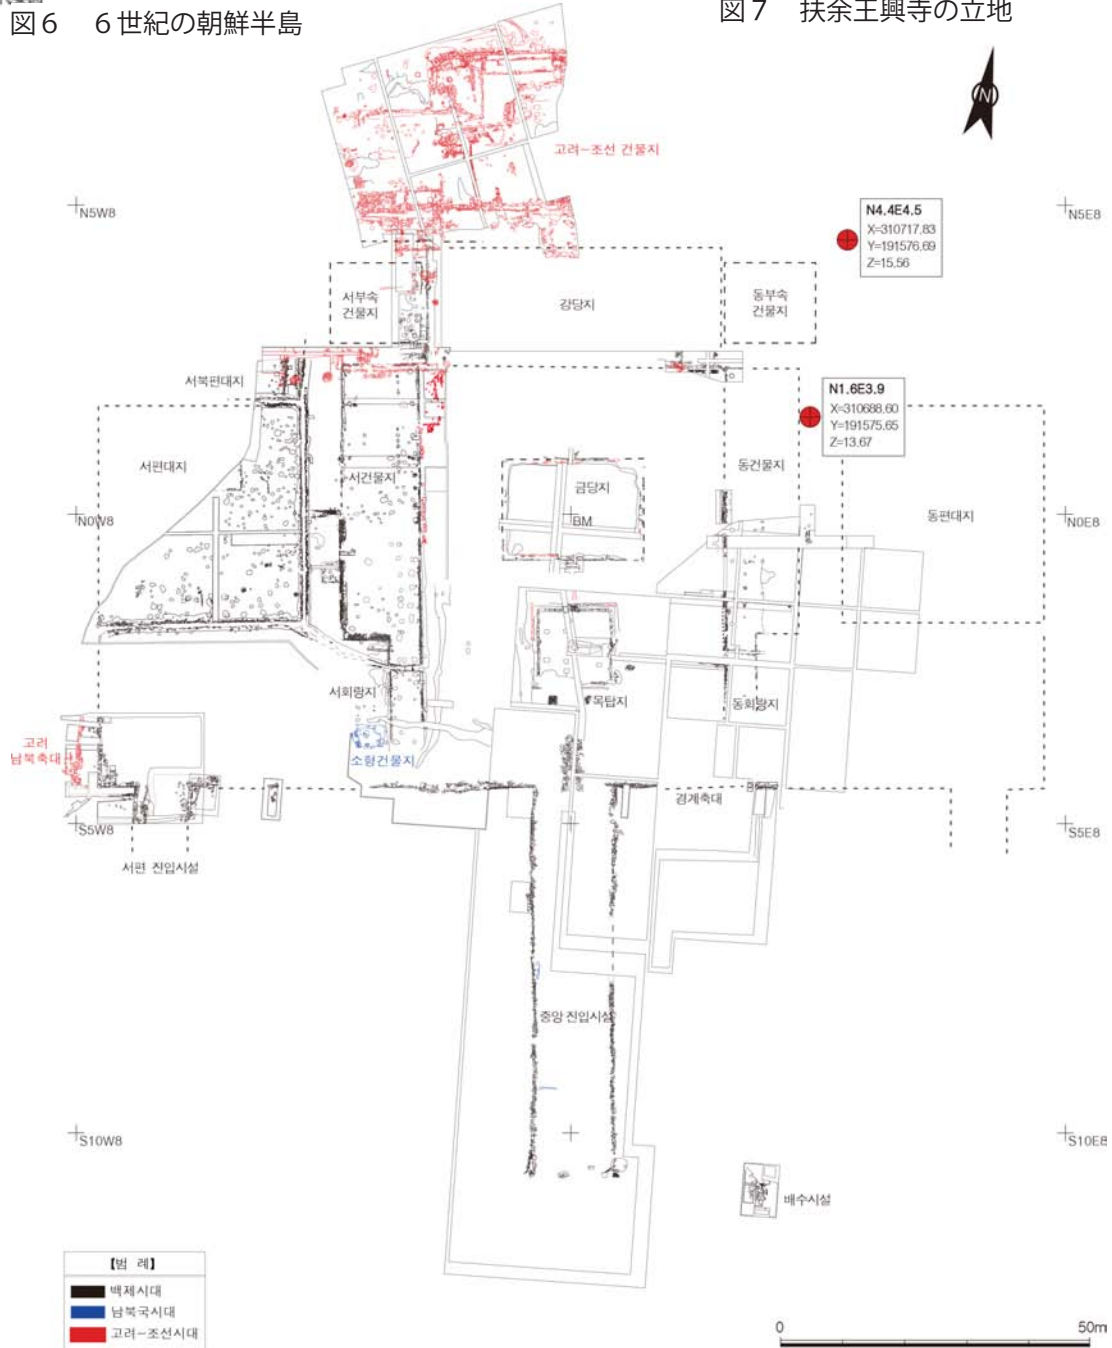 図6　6世紀の朝鮮半島
図7　扶余王興寺の立地
N
고려-조선 건물지
N5W8
N5E8
N4.4E4.5
X=310717.83
Y=191576.69
Z=15.56
서부속
건물지
강당지
동부속
건물지
서북편대지
N1.6E3.9
X=310688.60
Y=191575.65
Z=13.67
서편대지
서건물지
금당지
동건물지
N0W8
BM
동편대지
N0E8
서회랑지
목탑지
동회랑지
고려
남북축대
소형건물지
경계축대
S5W8
S5E8
서편 진입시설
중앙 진입시설
S10W8
S10E8
배수시설
【범 례】
백제시대
남북국시대
고려-조선시대
0
50m